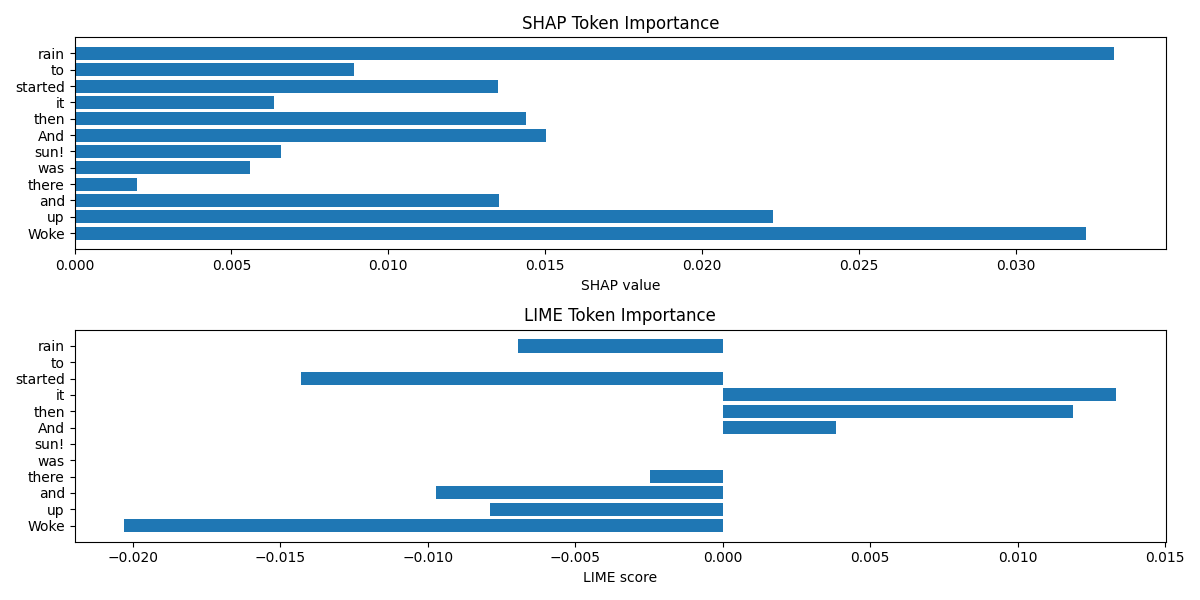 SHAP Token Importance
rain
to
started
it
then
And
sun!
was
there
and
up
Woke
0.000 0.005 0.010 0.015 0.020 0.025 0.030
SHAP value
LIME Token Importance
rain
to
started
it
then
And
sun!
was
there
and
up
Woke
−0.020 −0.015 −0.010 −0.005 0.000 0.005 0.010 0.015
LIME score